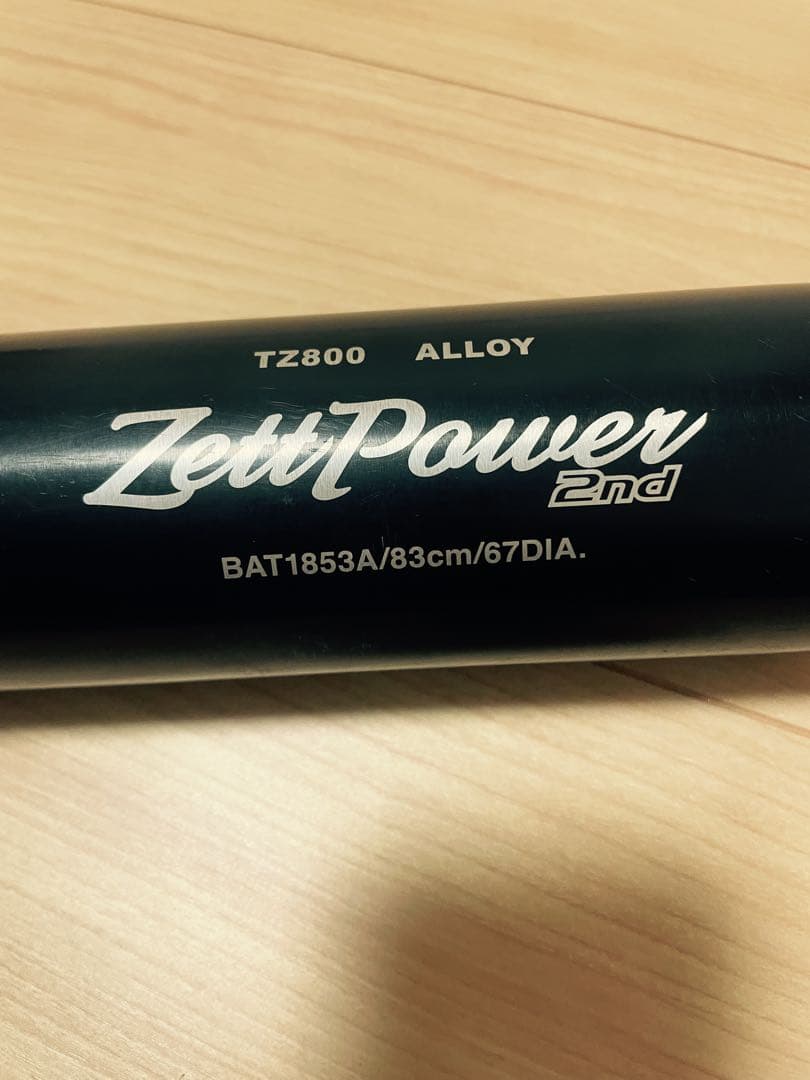 TZ800 ALLOY
ZettPower
2nd
BAT1853A/83cm/67DIA.